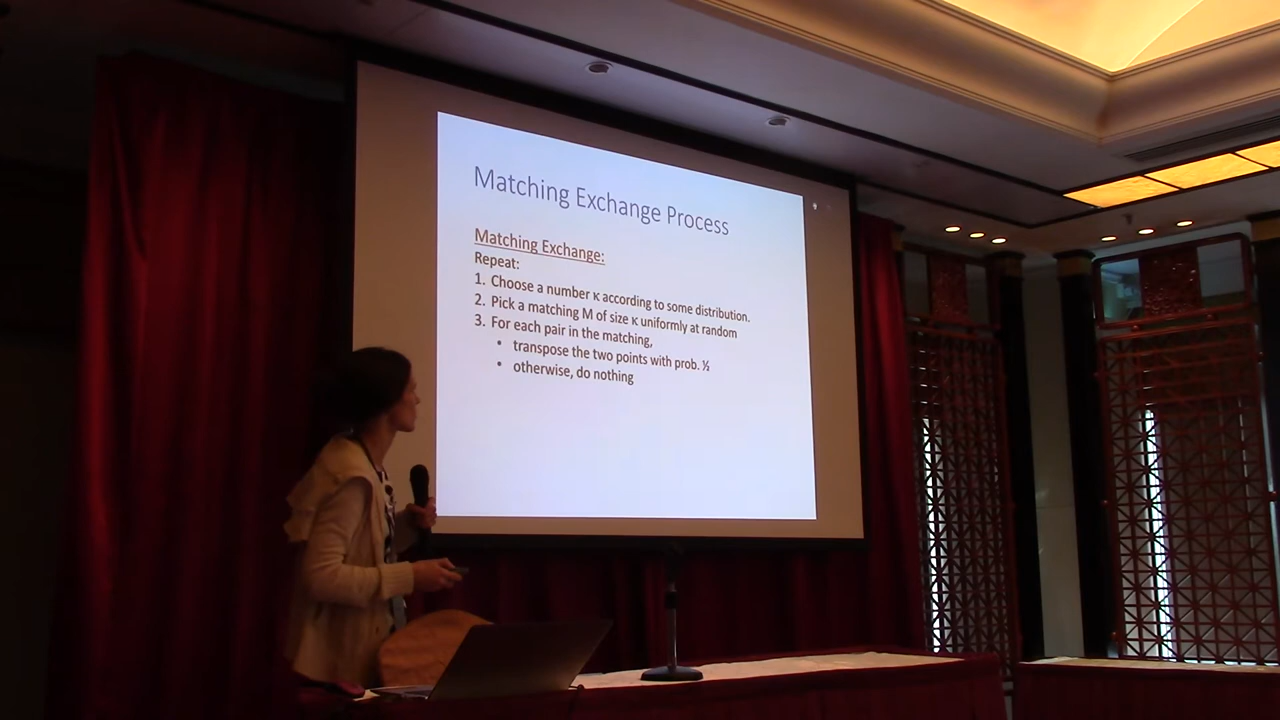 Matching Exchange Process
Matching Exchange:
Repeat:
1. Choose a number κ according to some distribution.
2. Pick a matching M of size κ uniformly at random
3. For each pair in the matching,
• transpose the two points with prob. ½
• otherwise, do nothing